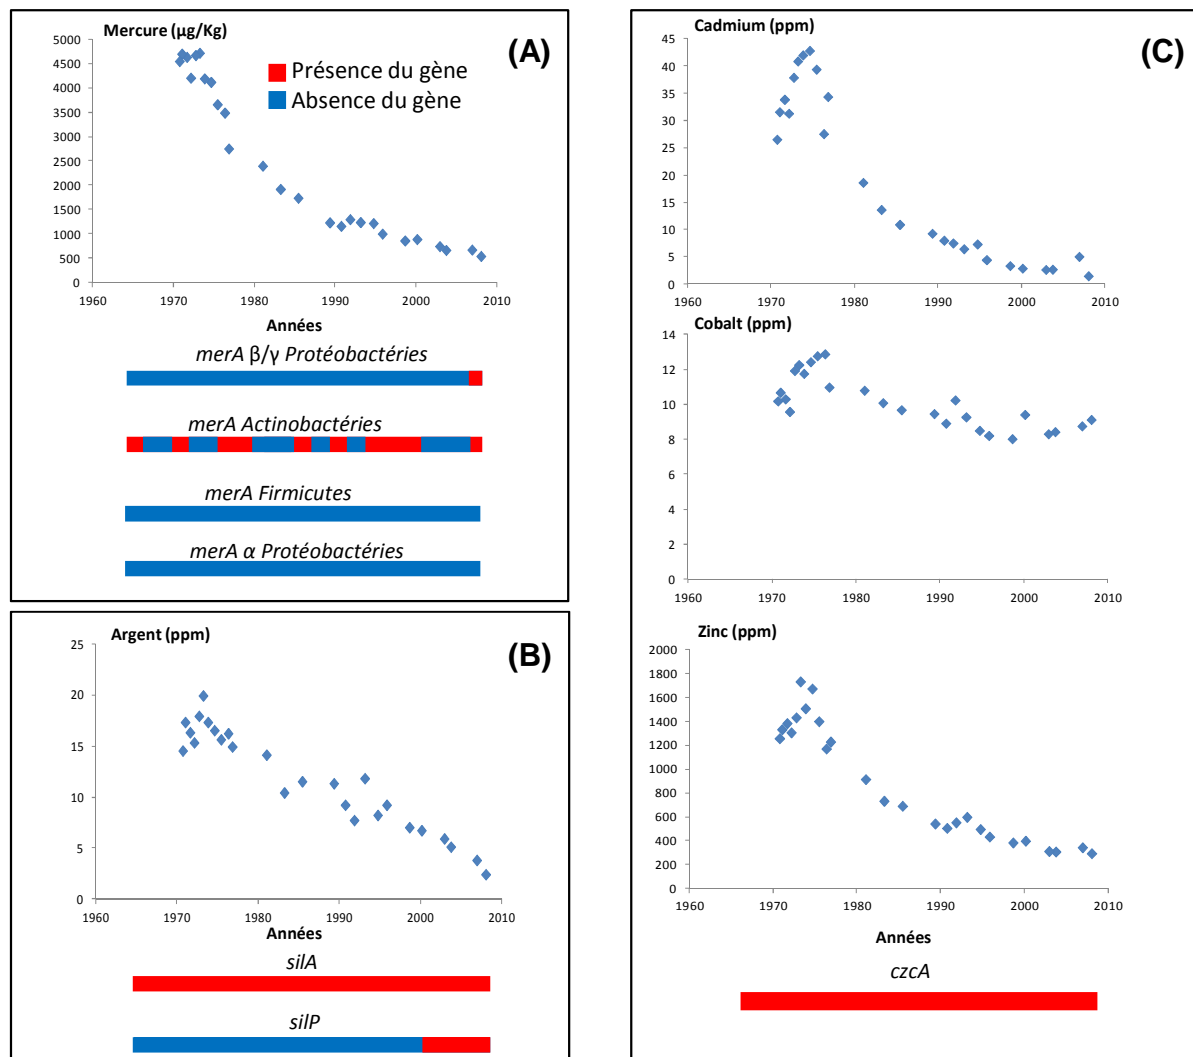 Mercure (µg/Kg)
(A)
5000
4500
4000
3500
3000
2500
2000
1500
1000
500
0
Présence du gène
Absence du gène
1960 1970 1980 1990 2000 2010
Années
merA β/γ Protéobactéries
merA Actinobactéries
merA Firmicutes
merA α Protéobactéries
Argent (ppm)
(B)
25
20
15
10
5
0
1960 1970 1980 1990 2000 2010
Années
silA
silP
Cadmium (ppm)
(C)
45
40
35
30
25
20
15
10
5
0
1960 1970 1980 1990 2000 2010
Cobalt (ppm)
14
12
10
8
6
4
2
0
1960 1970 1980 1990 2000 2010
Zinc (ppm)
2000
1800
1600
1400
1200
1000
800
600
400
200
0
1960 1970 1980 1990 2000 2010
Années
czcA